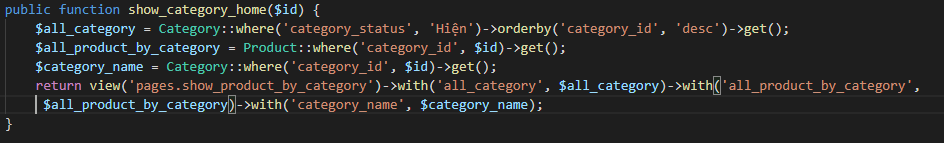 public function show_category_home($id) {
$all_category = Category::where('category_status', 'Hiện')->orderby('category_id', 'desc')->get();
$all_product_by_category = Product::where('category_id', $id)->get();
$category_name = Category::where('category_id', $id)->get();
return view('pages.show_product_by_category')->with('all_category', $all_category)->with('all_product_by_category',
$all_product_by_category)->with('category_name', $category_name);
}